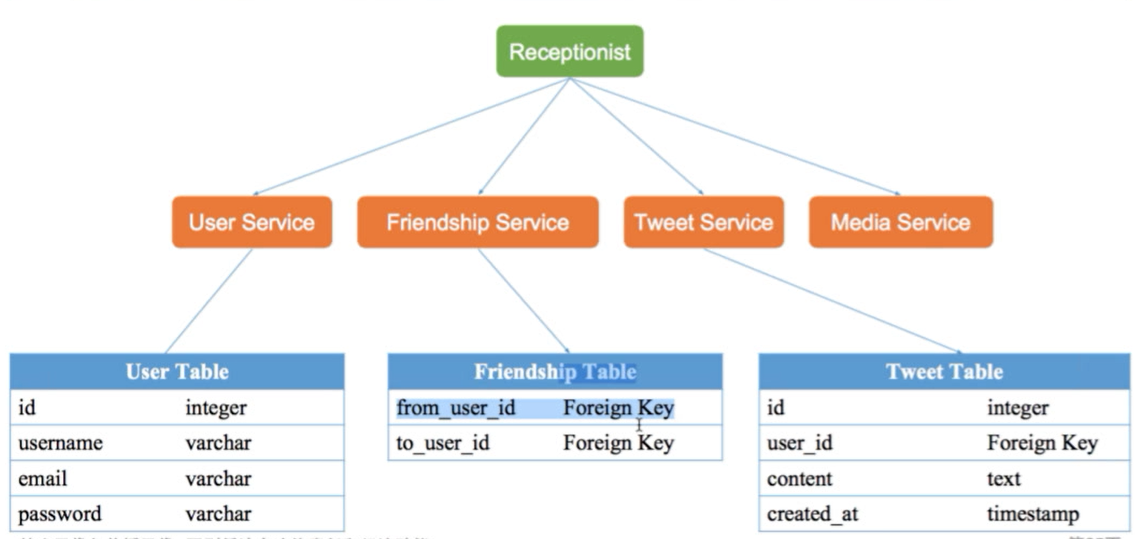 Receptionist
User Service
Friendship Service
Tweet Service
Media Service
User Table
id integer
username varchar
email varchar
password varchar
Friendship Table
from_user_id Foreign Key
to_user_id Foreign Key
Tweet Table
id integer
user_id Foreign Key
content text
created_at timestamp